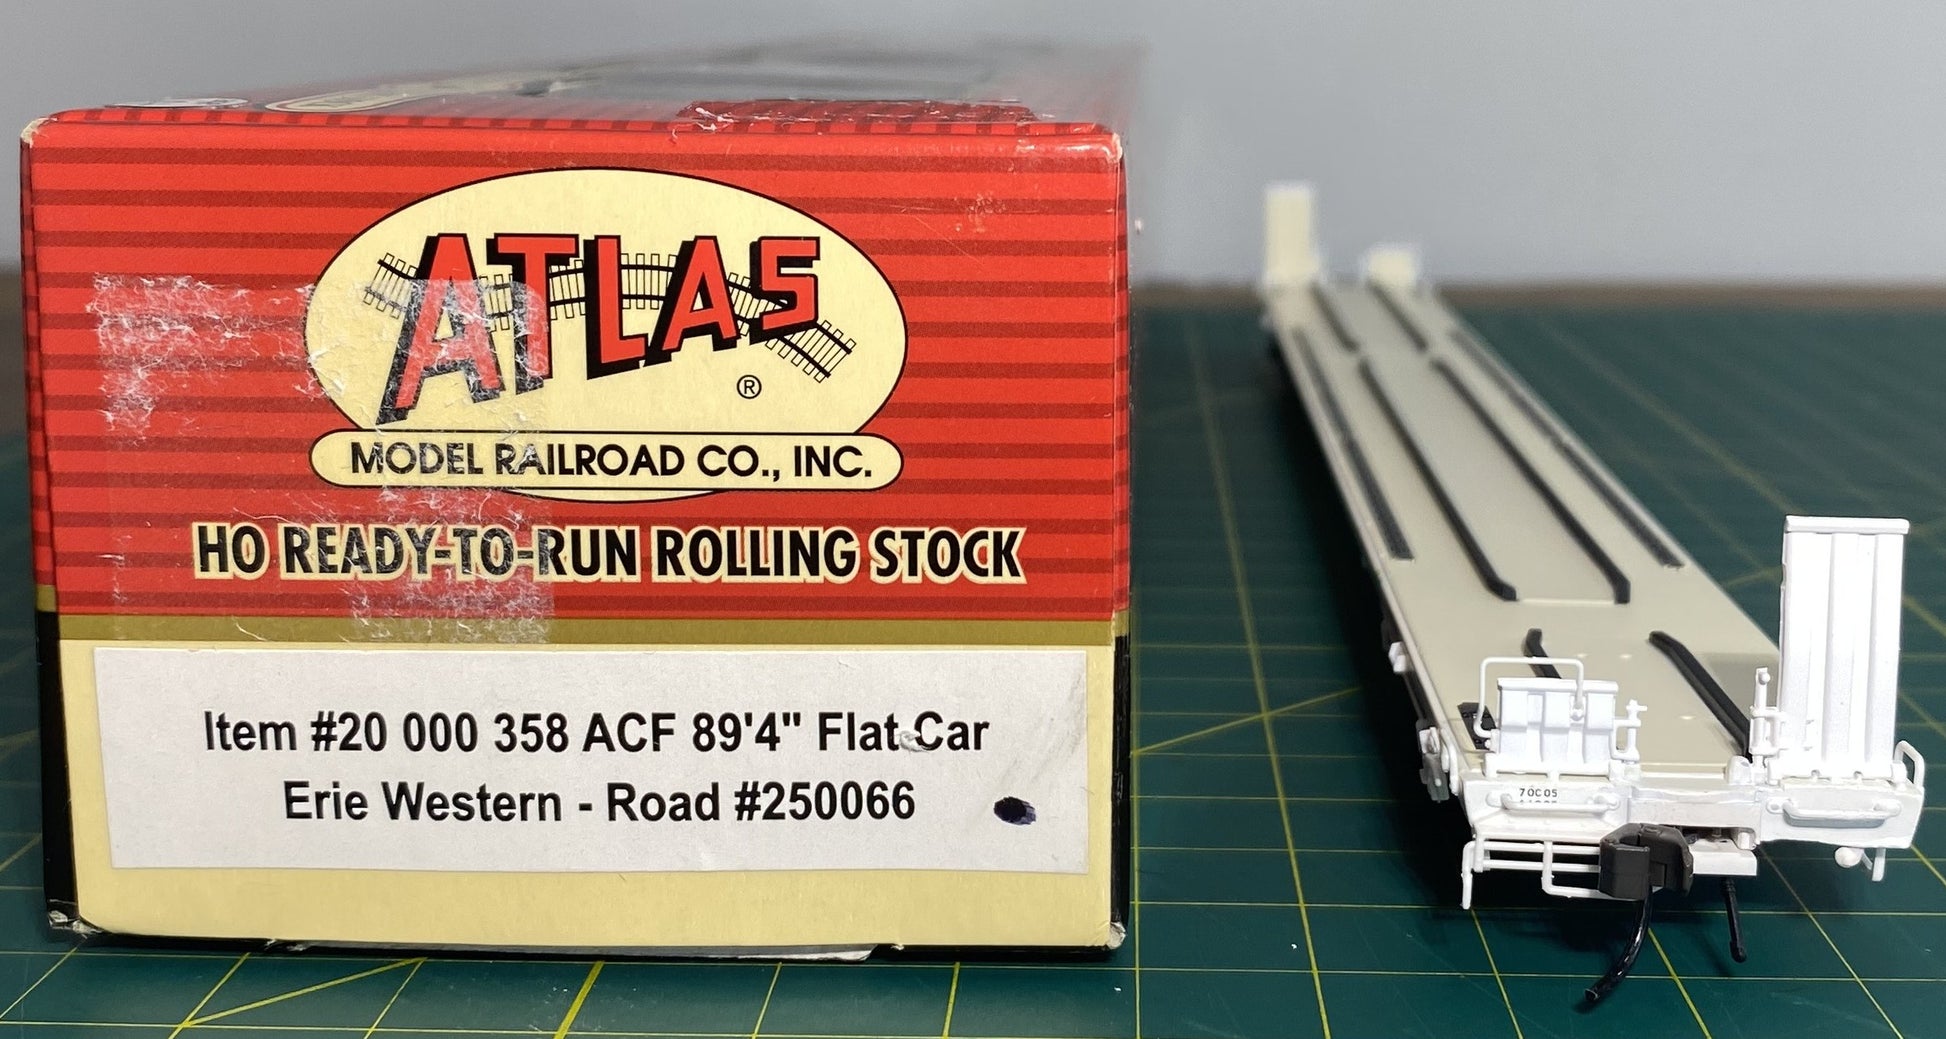 ATLAS
®
MODEL RAILROAD CO., INC.
HO READY-TO-RUN ROLLING STOCK
Item #20 000 358 ACF 89'4" Flat Car
Erie Western - Road #250066
70C05